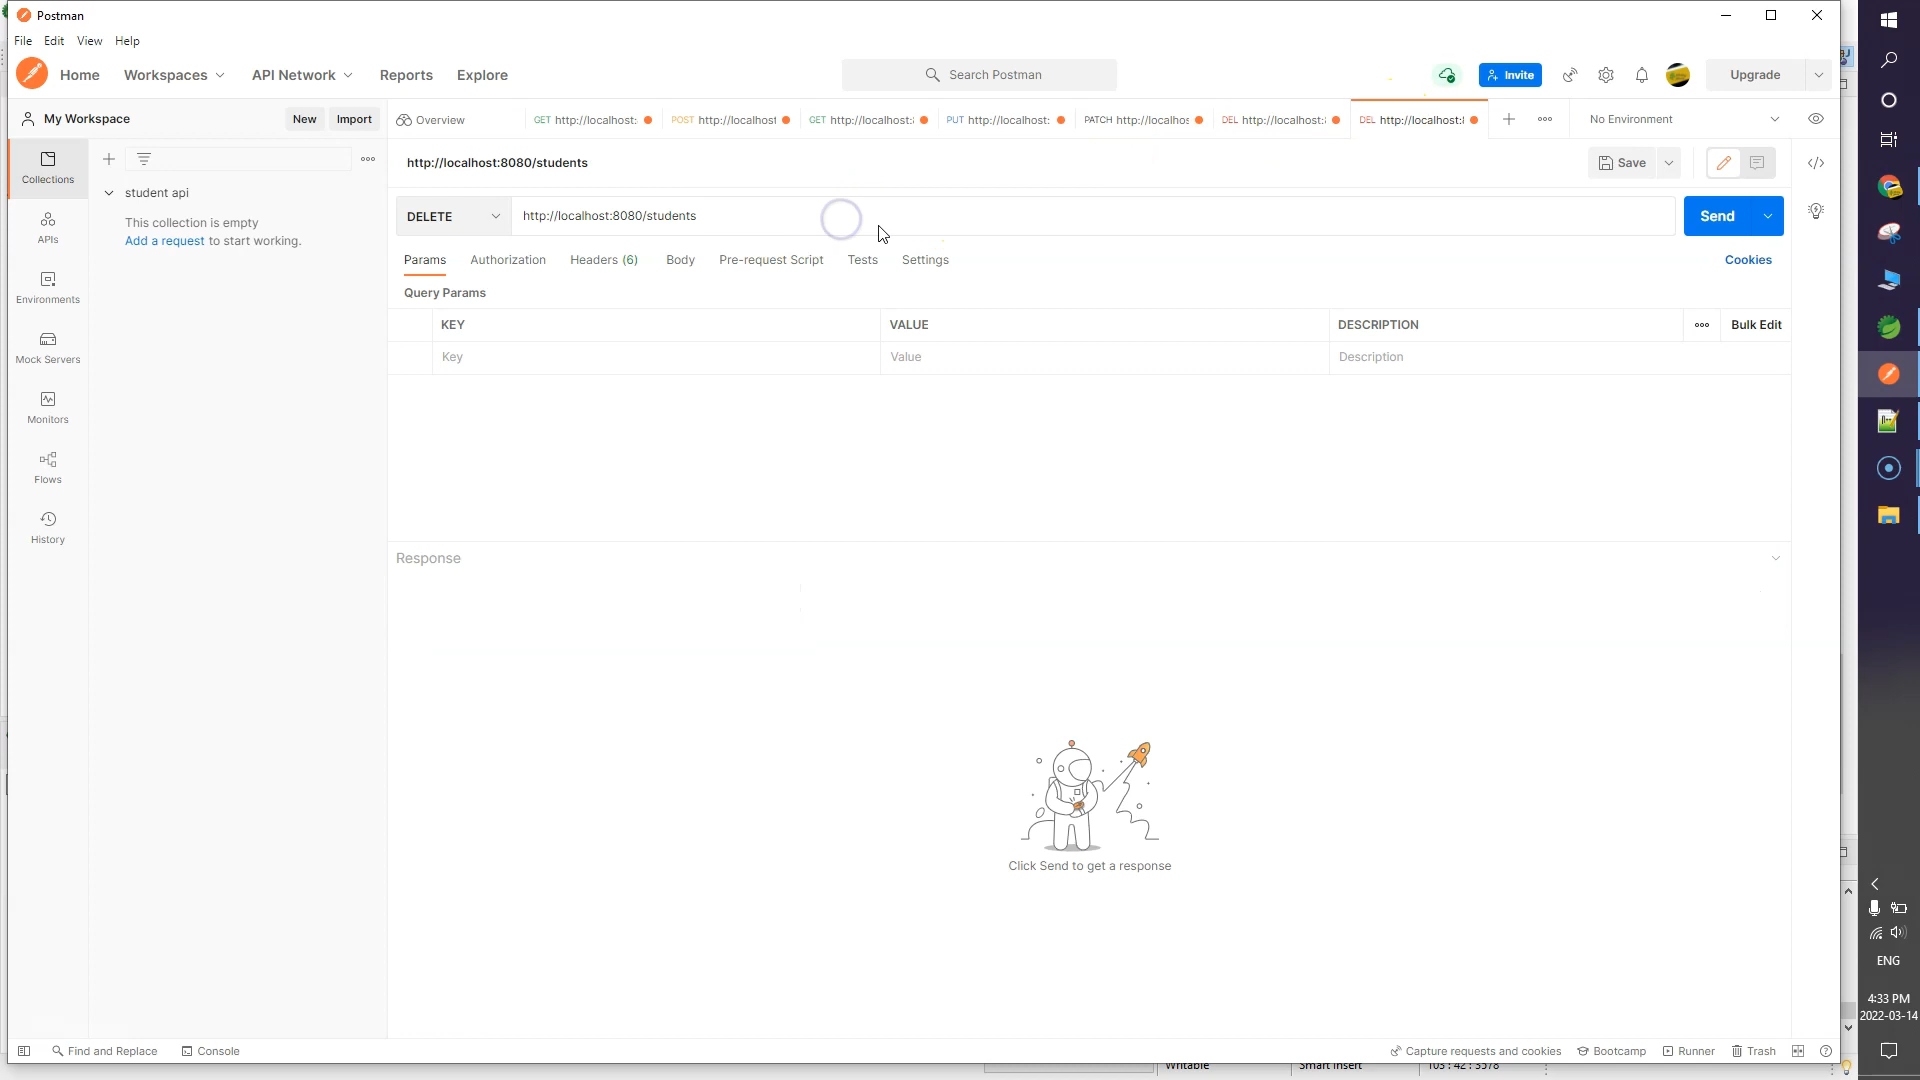 Postman
File Edit View Help
Home Workspaces API Network Reports Explore
Search Postman
Invite
Upgrade
My Workspace
New
Import
Overview
GET http://localhost:
POST http://localhost
GET http://localhost:
PUT http://localhost:
PATCH http://localhos
DEL http://localhost:
DEL http://localhost:
No Environment
Collections
APIs
Environments
Mock Servers
Monitors
Flows
History
student api
This collection is empty
Add a request to start working.
http://localhost:8080/students
Save
DELETE
http://localhost:8080/students
Send
Params Authorization Headers (6) Body Pre-request Script Tests Settings
Cookies
Query Params
KEY VALUE DESCRIPTION Bulk Edit
Key Value Description
Response
Click Send to get a response
Find and Replace Console
Capture requests and cookies Bootcamp Runner Trash
Writable Smart Insert
ENG
4:33 PM
2022-03-14